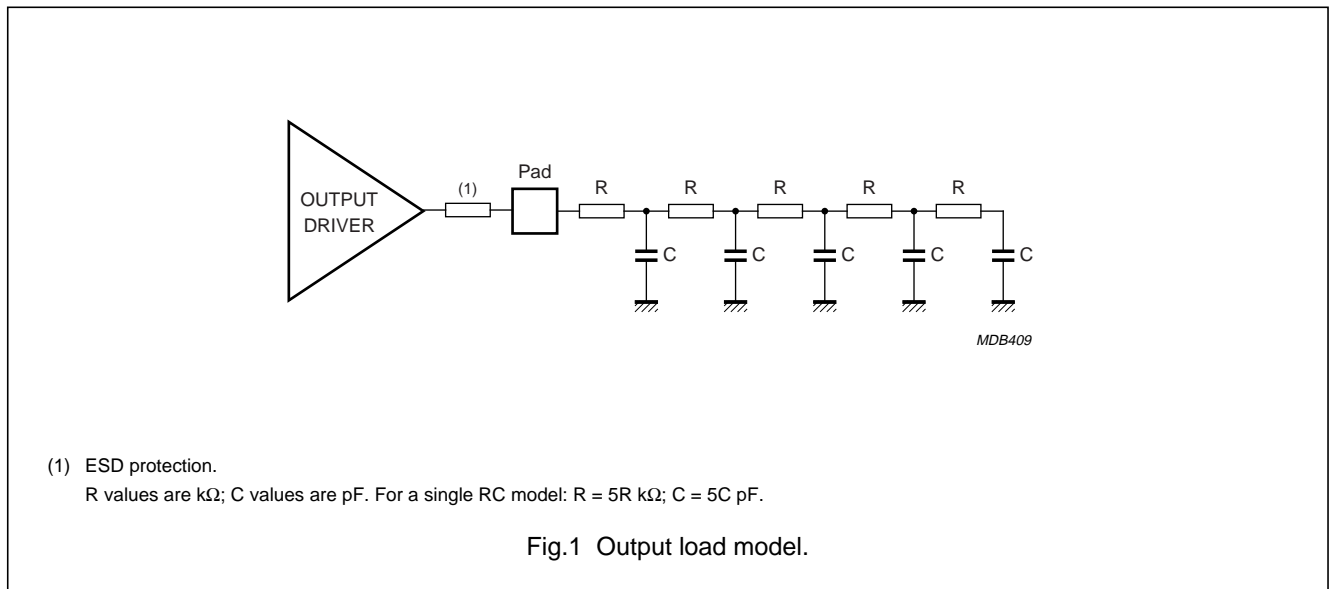 OUTPUT
DRIVER
(1)
Pad
R
R
R
R
R
C
C
C
C
C
MDB409
(1) ESD protection.
R values are kΩ; C values are pF. For a single RC model: R = 5R kΩ; C = 5C pF.
Fig.1 Output load model.